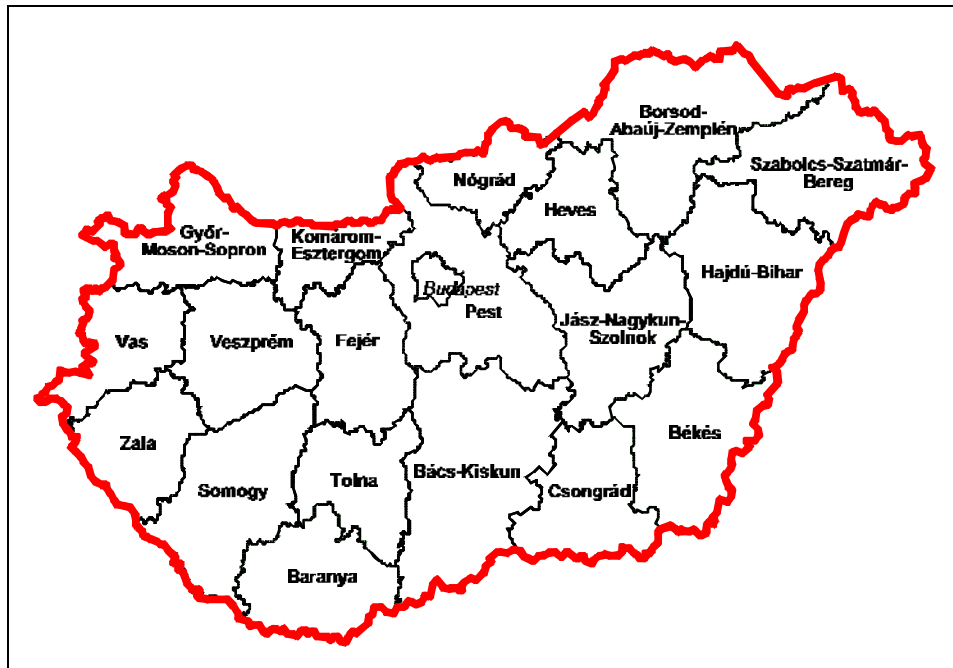 Borsod-
Abaúj-Zemplén
Szabolcs-Szatmár-
Bereg
Nógrád
Heves
Győr-
Moson-Sopron
Komárom-
Esztergom
Hajdú-Bihar
Budapest
Pest
Jász-Nagykun-
Szolnok
Vas
Veszprém
Fejér
Zala
Békés
Somogy
Tolna
Bács-Kiskun
Csongrád
Baranya